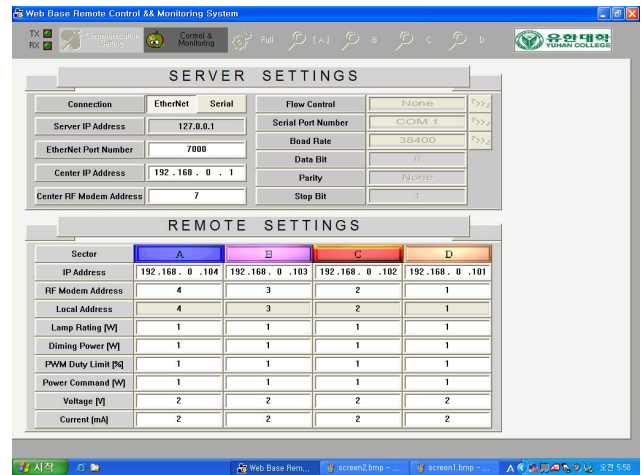 Web Base Remote Control && Monitoring System
TX
RX
Communication Setting
Control & Monitoring
Full
[A]
B
C
D
유한대학
YUHAN COLLEGE
SERVER SETTINGS
Connection EtherNet Serial Flow Control None
Server IP Address 127.0.0.1 Serial Port Number COM 1
EtherNet Port Number 7000 Boad Rate 38400
Data Bit 8
Center IP Address 192 . 168 . 0 . 1 Parity None
Center RF Modem Address 7 Stop Bit 1
REMOTE SETTINGS
Sector A B C D
IP Address 192 . 168 . 0 . 104 192 . 168 . 0 . 103 192 . 168 . 0 . 102 192 . 168 . 0 . 101
RF Modem Address 4 3 2 1
Local Address 4 3 2 1
Lamp Rating [W] 1 1 1 1
Diming Power [W] 1 1 1 1
PWM Duty Limit [%] 1 1 1 1
Power Command [W] 1 1 1 1
Voltage [V] 2 2 2 2
Current [mA] 2 2 2 2
시작 Web Base Rem... screen2.bmp - ... screen1.bmp - ... A 오전 5:58